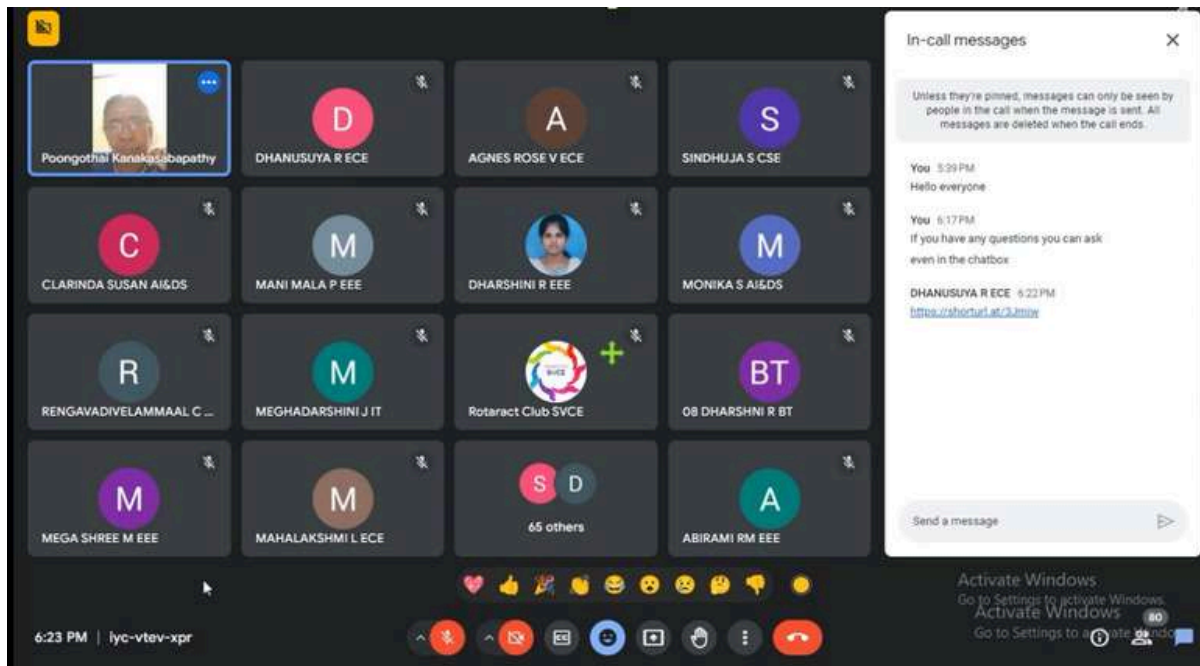 In-call messages
Unless they're pinned, messages can only be seen by
people in the call when the message is sent. All
messages are deleted when the call ends.
You 5:39 PM
Hello everyone
You 6:17 PM
If you have any questions you can ask
even in the chatbox
DHANUSUYA R ECE 6:22 PM
https://shorturl.at/3Jmiw
Send a message
Poongothai Kanakasabapathy
D
DHANUSUYA R ECE
A
AGNES ROSE V ECE
S
SINDHUJA S CSE
C
CLARINDA SUSAN AI&DS
M
MANI MALA P EEE
DHARSHINI R EEE
M
MONIKA S AI&DS
R
RENGAVADIVELAMMAAL C ...
M
MEGHADARSHINI J IT
SVCE
Rotaract Club SVCE
BT
08 DHARSHNI R BT
M
MEGA SHREE M EEE
M
MAHALAKSHMI L ECE
S D
65 others
A
ABIRAMI RM EEE
Activate Windows
Go to Settings to activate Windows.
Activate Windows
Go to Settings to
80
6:23 PM | iyc-vtev-xpr
CC